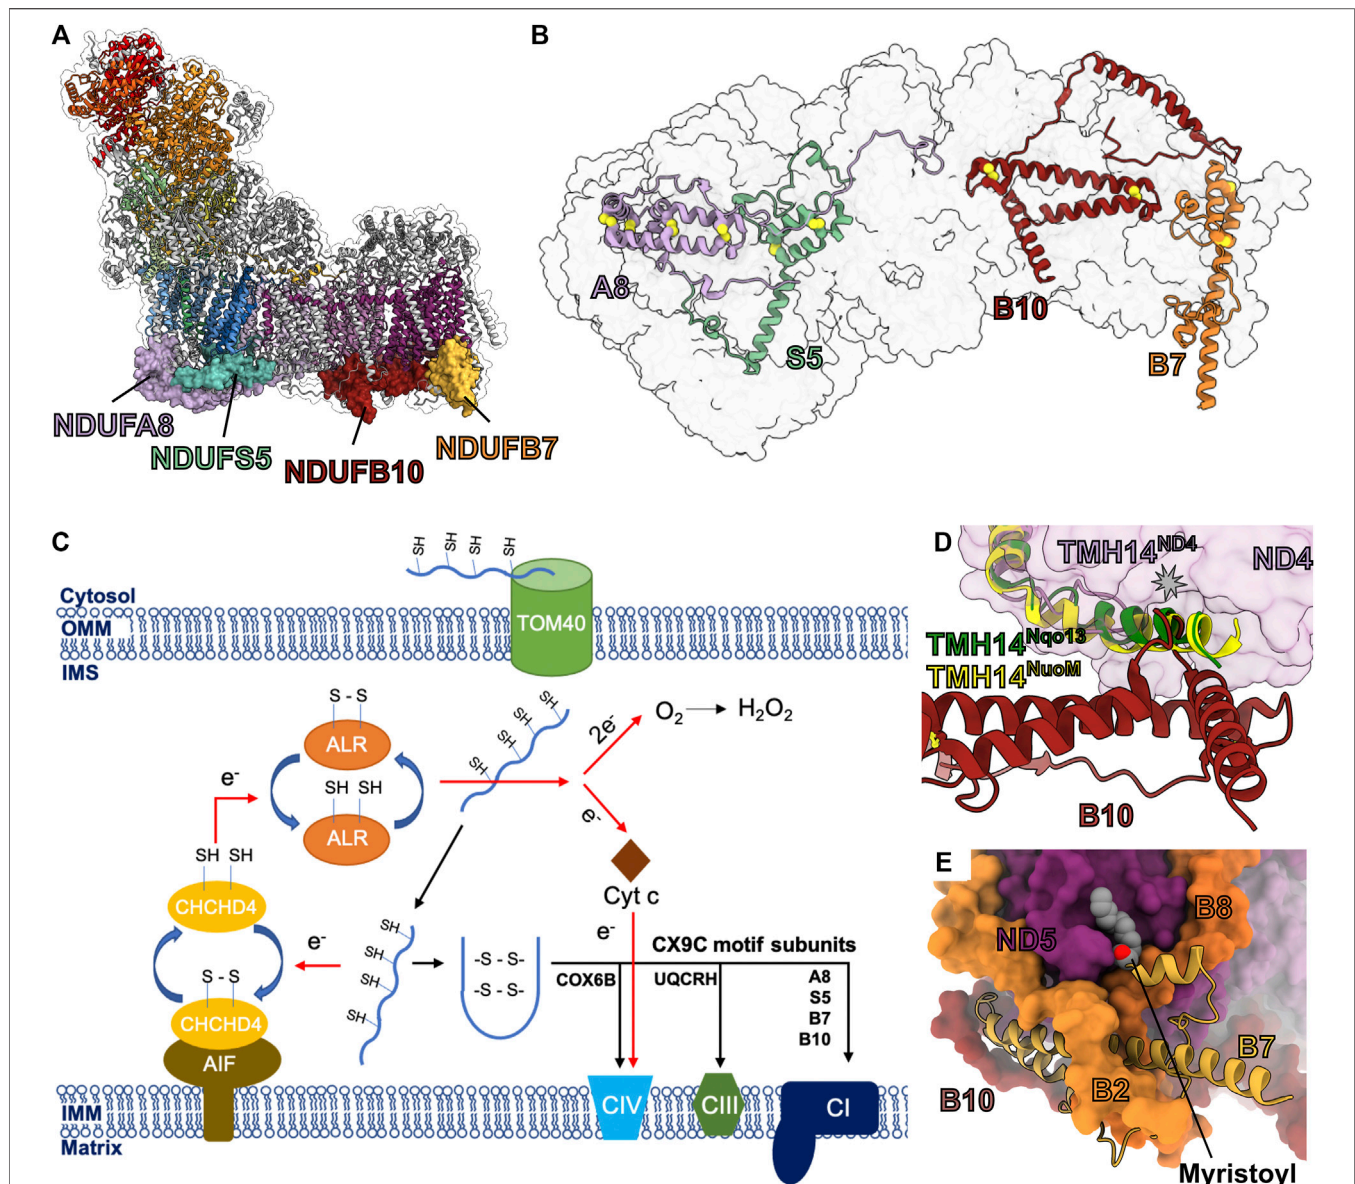 A
NDUFA8
NDUFS5
NDUFB10
NDUFB7
B
A8
S5
B10
B7
C
SH SH SH SH
Cytosol
OMM
IMS
TOM40
S - S
ALR
SH SH
ALR
e-
SH SH
CHCHD4
S - S
CHCHD4
AIF
e-
SH
SH
SH
SH
2e-
O2
H2O2
e-
Cyt c
e-
SH
SH
SH
SH
-S - S-
-S - S-
CX9C motif subunits
COX6B
UQCRH
A8
S5
B7
B10
IMM
Matrix
CIV
CIII
CI
D
TMH14ND4
ND4
TMH14Nqo13
TMH14NuoM
B10
E
B8
ND5
B7
B2
B10
Myristoyl